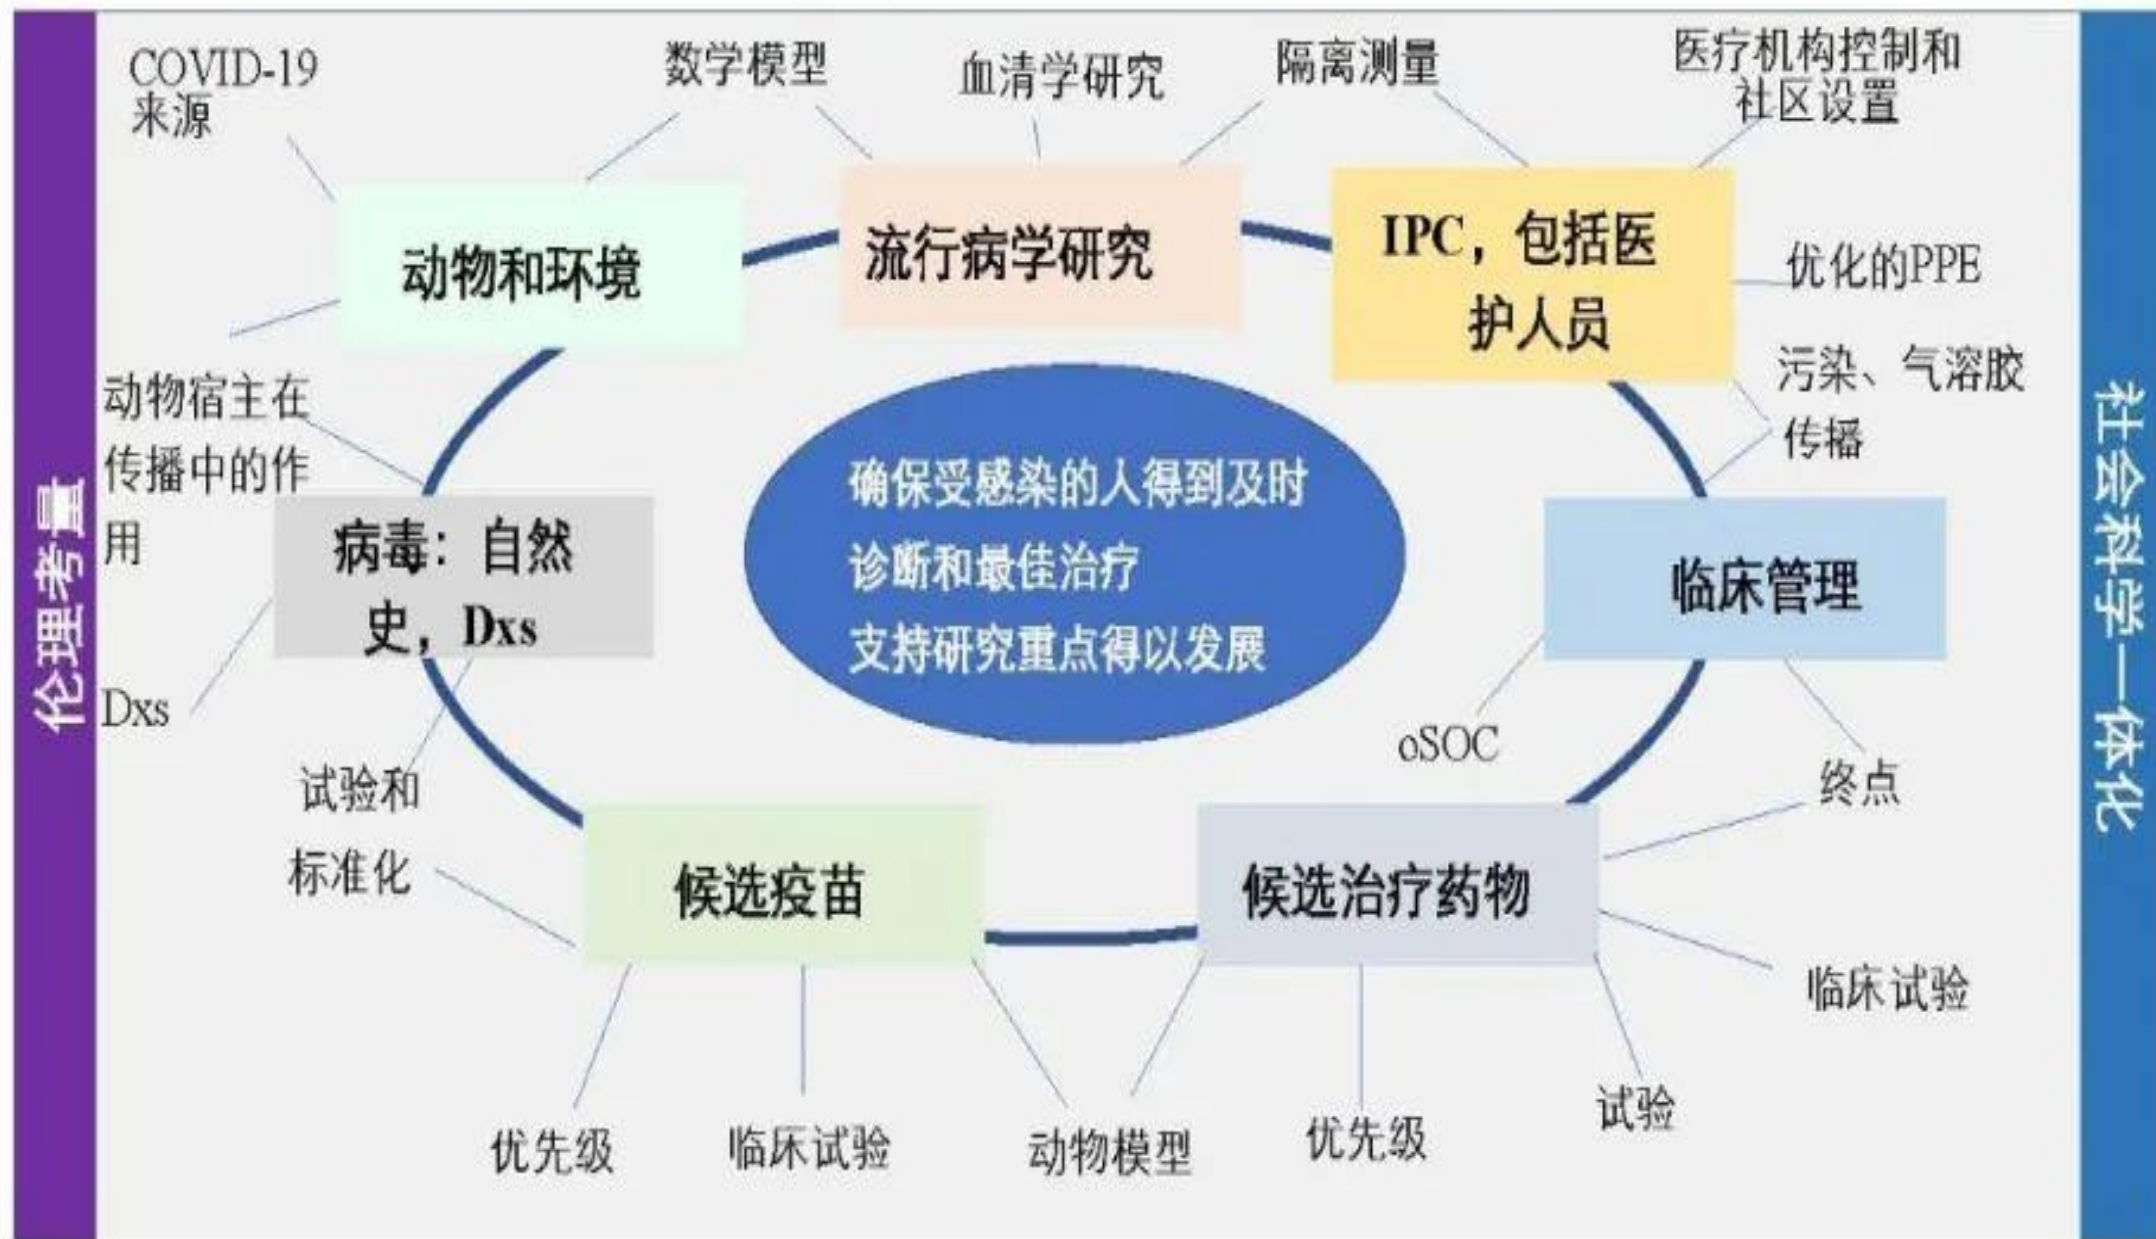 COVID-19
来源
数学模型
血清学研究
隔离测量
医疗机构控制和
社区设置
动物和环境
流行病学研究
IPC，包括医
护人员
优化的PPE
污染、气溶胶
传播
动物宿主在
传播中的作
用
病毒：自然
史，Dxs
确保受感染的人得到及时
诊断和最佳治疗
支持研究重点得以发展
临床管理
伦理考量
社会科学一体化
Dxs
oSOC
试验和
标准化
终点
候选疫苗
候选治疗药物
临床试验
优先级
临床试验
动物模型
优先级
试验